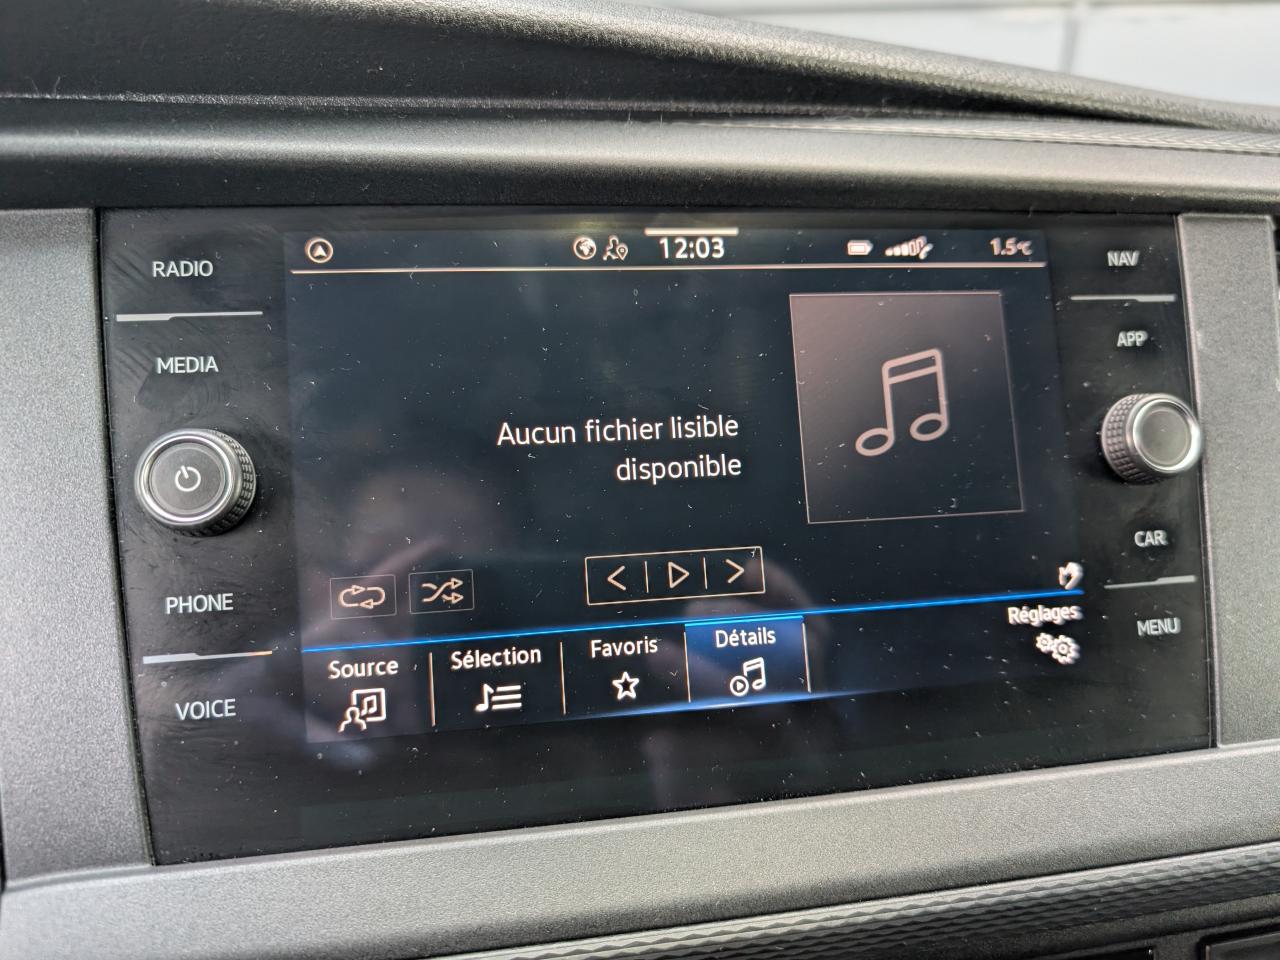 12:03
1.5°C
RADIO
MEDIA
PHONE
VOICE
Aucun fichier lisible
disponible
Réglages
Source
Sélection
Favoris
Détails
NAV
APP
CAR
MENU